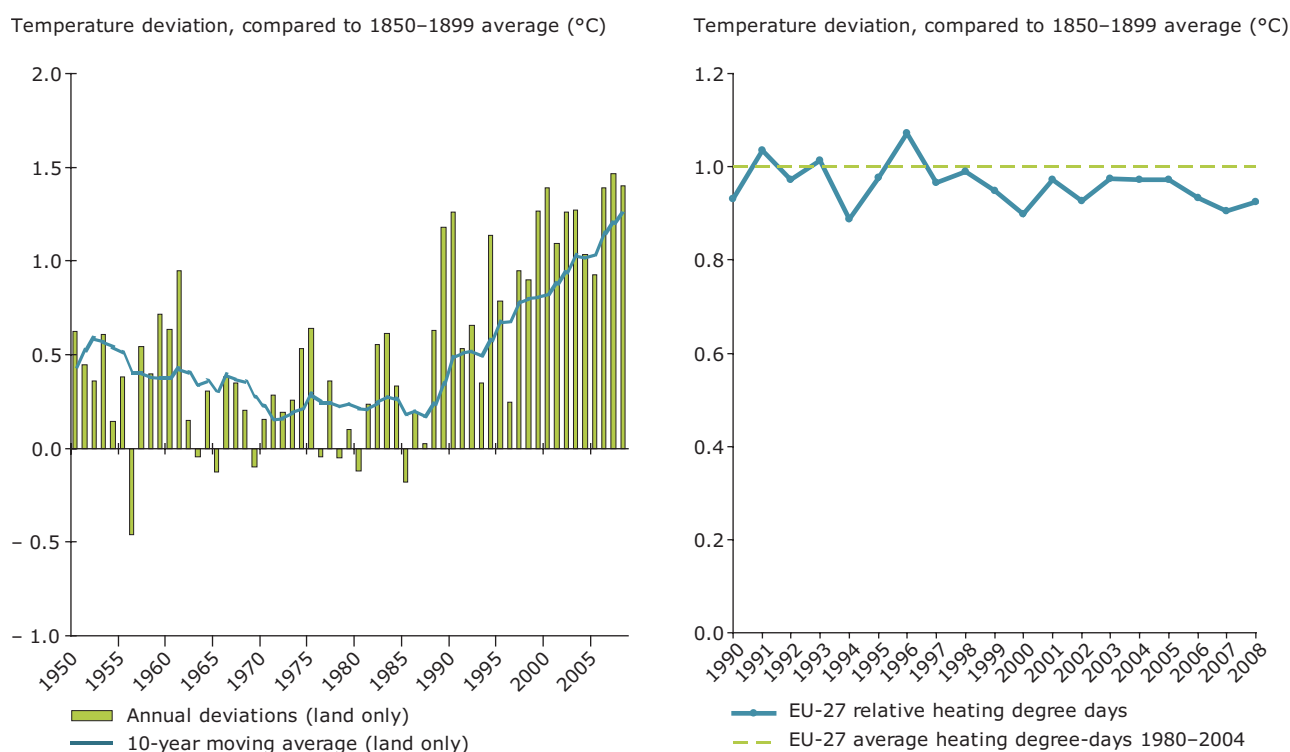 Temperature deviation, compared to 1850–1899 average (°C)
2.0
1.5
1.0
0.5
0.0
– 0.5
– 1.0
1950 1955 1960 1965 1970 1975 1980 1985 1990 1995 2000 2005
Annual deviations (land only)
10-year moving average (land only)
Temperature deviation, compared to 1850–1899 average (°C)
1.2
1.0
0.8
0.6
0.4
0.2
0.0
1990 1991 1992 1993 1994 1995 1996 1997 1998 1999 2000 2001 2002 2003 2004 2005 2006 2007 2008
EU-27 relative heating degree days
EU-27 average heating degree-days 1980–2004